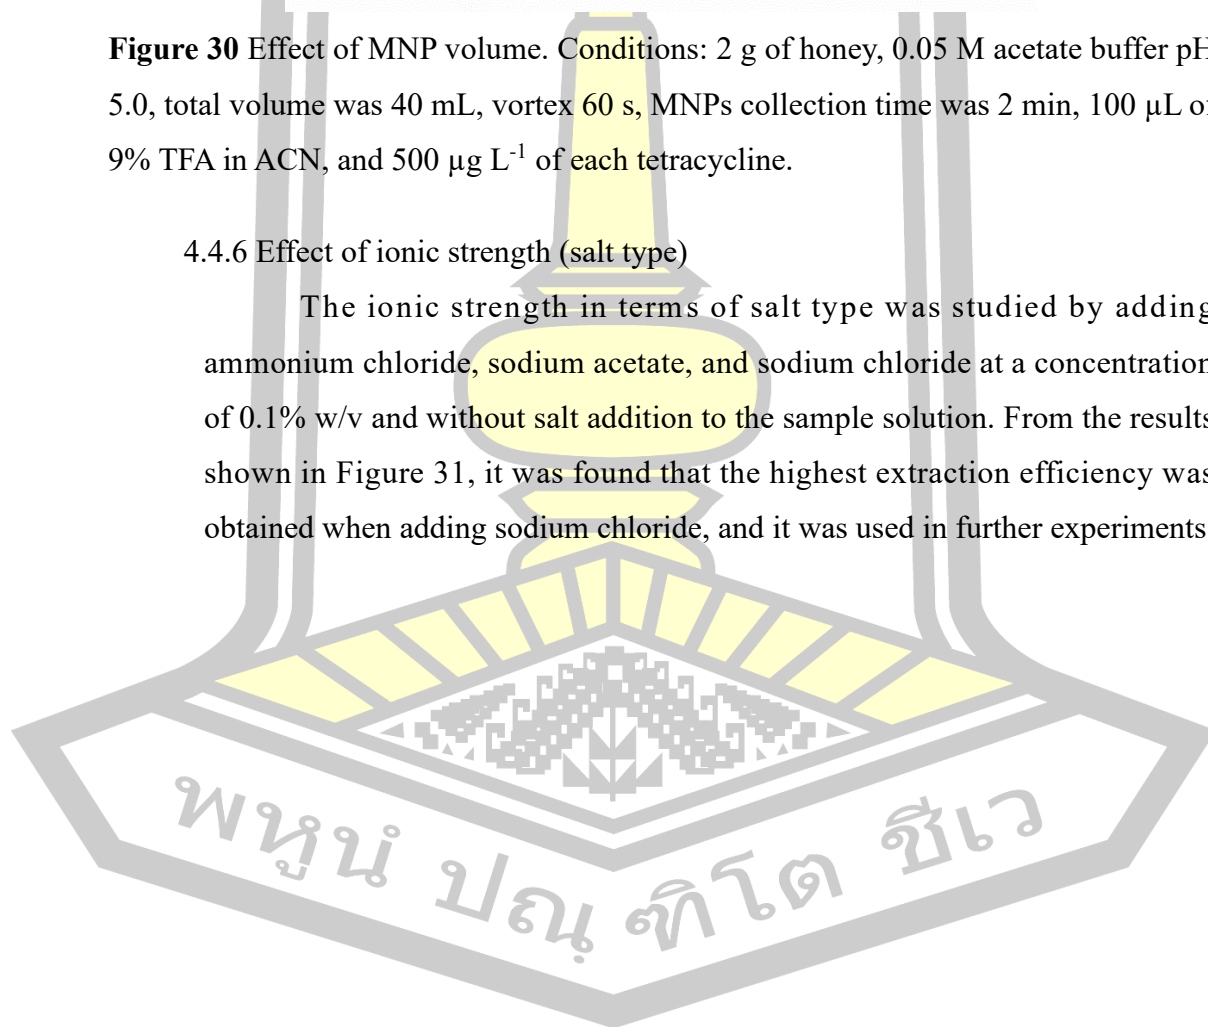 Figure 30 Effect of MNP volume. Conditions: 2 g of honey, 0.05 M acetate buffer pH
5.0, total volume was 40 mL, vortex 60 s, MNPs collection time was 2 min, 100 µL of
9% TFA in ACN, and 500 µg L⁻¹ of each tetracycline.
4.4.6 Effect of ionic strength (salt type)
The ionic strength in terms of salt type was studied by adding
ammonium chloride, sodium acetate, and sodium chloride at a concentration
of 0.1% w/v and without salt addition to the sample solution. From the results
shown in Figure 31, it was found that the highest extraction efficiency was
obtained when adding sodium chloride, and it was used in further experiments
พหูนํ ปณฺฑิโต ชีเว